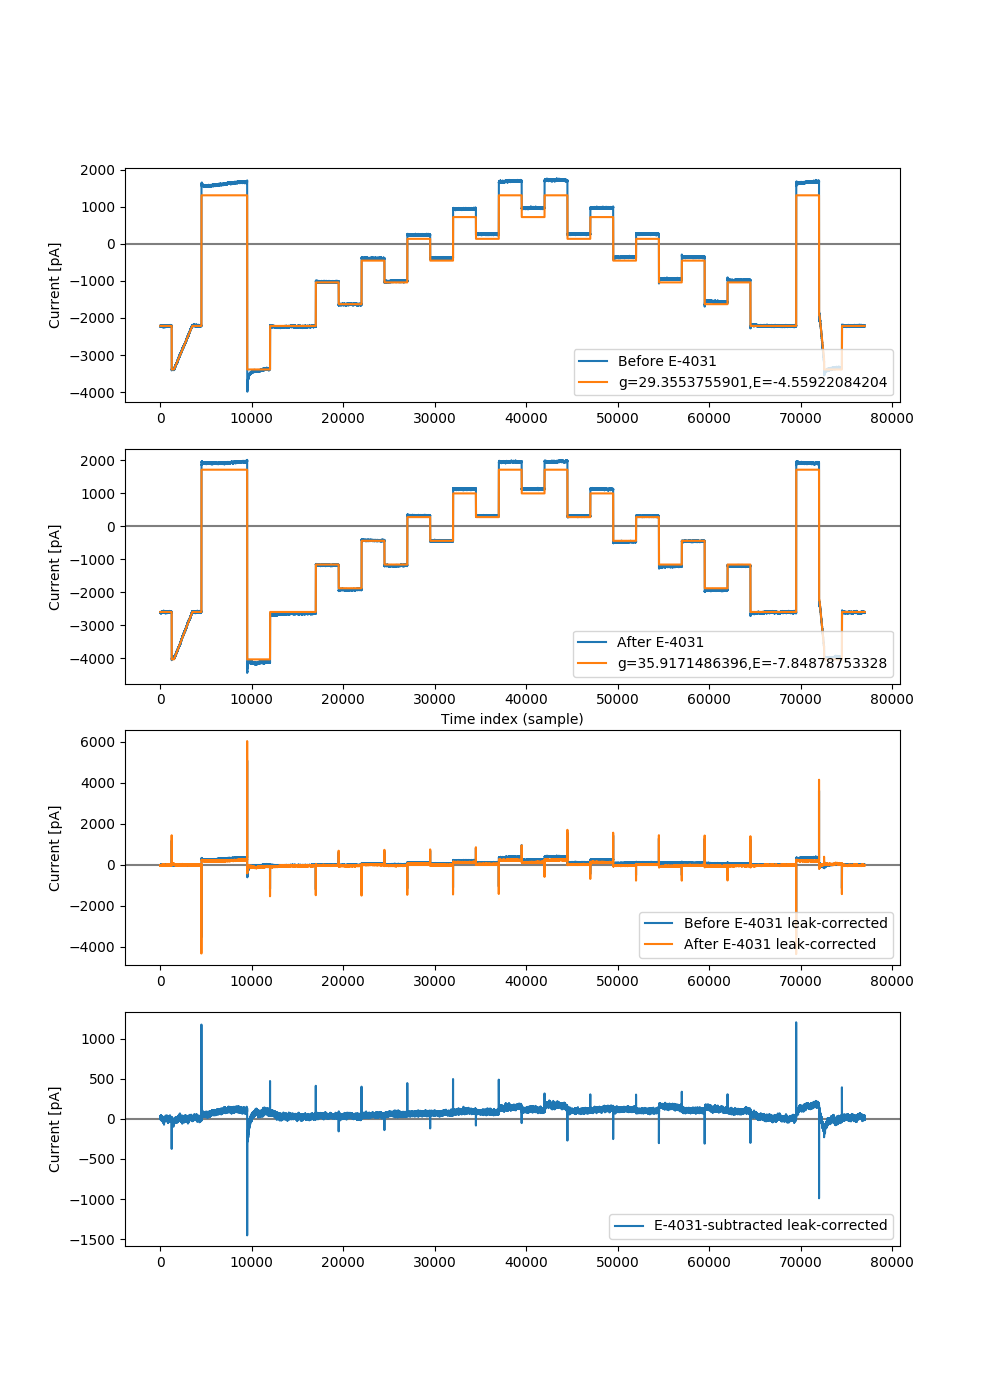 2000
1000
0
−1000
−2000
−3000
−4000
Current [pA]
Before E-4031
g=29.3553755901,E=-4.55922084204
0 10000 20000 30000 40000 50000 60000 70000 80000
2000
1000
0
−1000
−2000
−3000
−4000
Current [pA]
After E-4031
g=35.9171486396,E=-7.84878753328
0 10000 20000 30000 40000 50000 60000 70000 80000
Time index (sample)
6000
4000
2000
0
−2000
−4000
Current [pA]
Before E-4031 leak-corrected
After E-4031 leak-corrected
0 10000 20000 30000 40000 50000 60000 70000 80000
1000
500
0
−500
−1000
−1500
Current [pA]
E-4031-subtracted leak-corrected
0 10000 20000 30000 40000 50000 60000 70000 80000